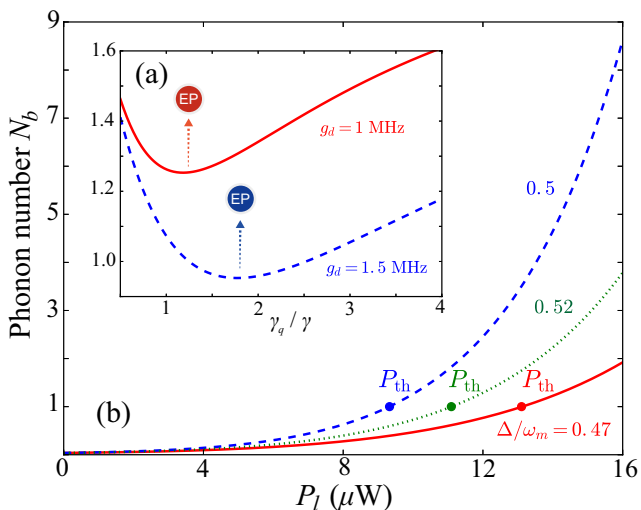 9
7
5
3
1
Phonon number N_b
1.6
1.4
1.2
1.0
(a)
EP
g_d = 1 MHz
EP
g_d = 1.5 MHz
1 2 3 4
γ_q / γ
0.5
0.52
P_th P_th P_th
(b)
Δ/ω_m = 0.47
0 4 8 12 16
P_l (μW)